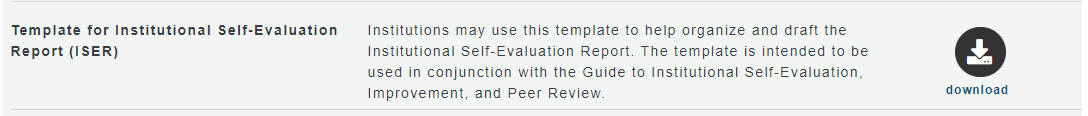 Template for Institutional Self-Evaluation
Report (ISER)
Institutions may use this template to help organize and draft the
Institutional Self-Evaluation Report. The template is intended to be
used in conjunction with the Guide to Institutional Self-Evaluation,
Improvement, and Peer Review.
download